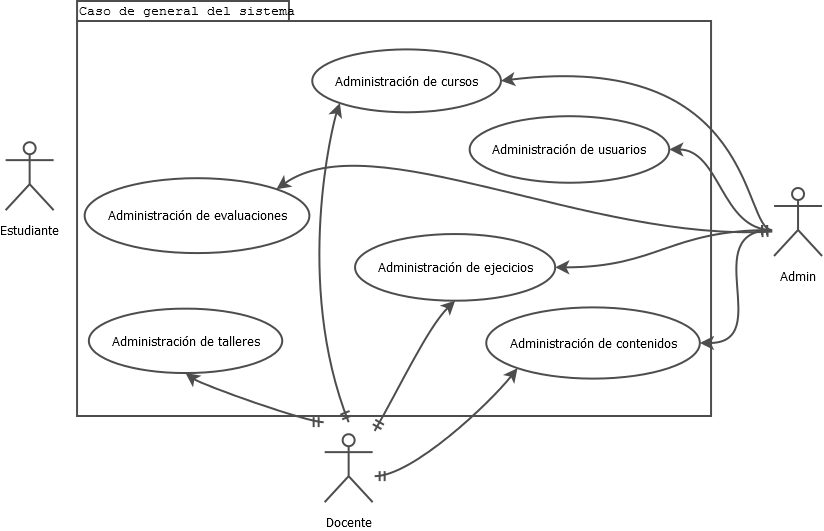 Caso de general del sistema
Administración de cursos
Administración de usuarios
Estudiante
Administración de evaluaciones
Administración de ejecicios
Admin
Administración de talleres
Administración de contenidos
Docente